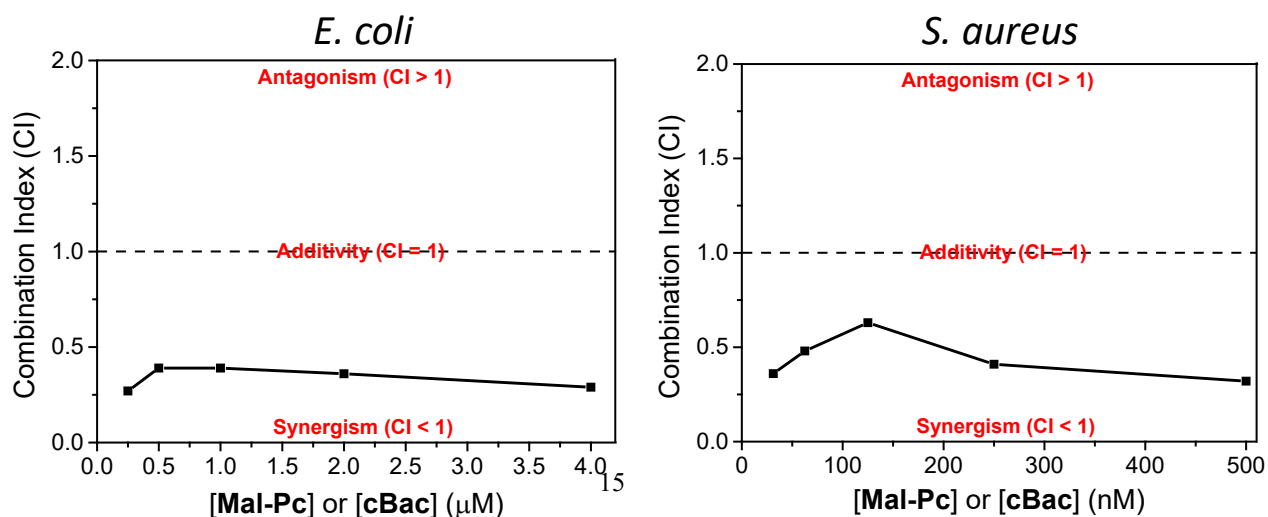 E. coli
2.0
1.5
1.0
0.5
0.0
Combination Index (CI)
Antagonism (CI > 1)
Additivity (CI = 1)
Synergism (CI < 1)
0.0 0.5 1.0 1.5 2.0 2.5 3.0 3.5 4.0
[Mal-Pc] or [cBac] (μM)
15
S. aureus
2.0
1.5
1.0
0.5
0.0
Combination Index (CI)
Antagonism (CI > 1)
Additivity (CI = 1)
Synergism (CI < 1)
0 100 200 300 400 500
[Mal-Pc] or [cBac] (nM)